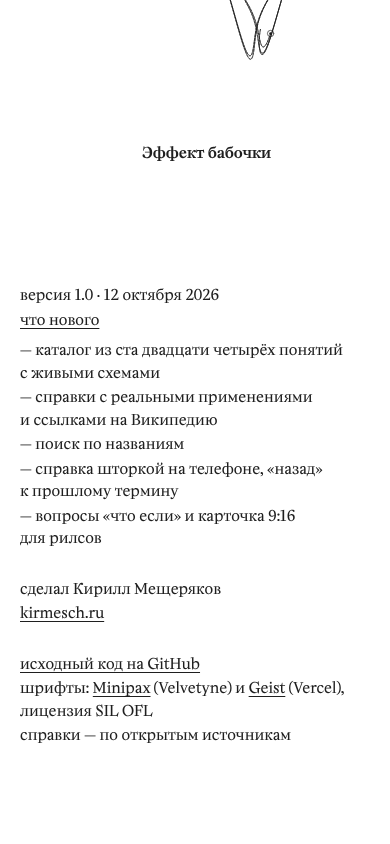 Эффект бабочки
версия 1.0 · 12 октября 2026
что нового
— каталог из ста двадцати четырёх понятий
с живыми схемами
— справки с реальными применениями
и ссылками на Википедию
— поиск по названиям
— справка шторкой на телефоне, «назад»
к прошлому термину
— вопросы «что если» и карточка 9:16
для рилсов
сделал Кирилл Мещеряков
kirmesch.ru
исходный код на GitHub
шрифты: Minipax (Velvetyne) и Geist (Vercel),
лицензия SIL OFL
справки — по открытым источникам